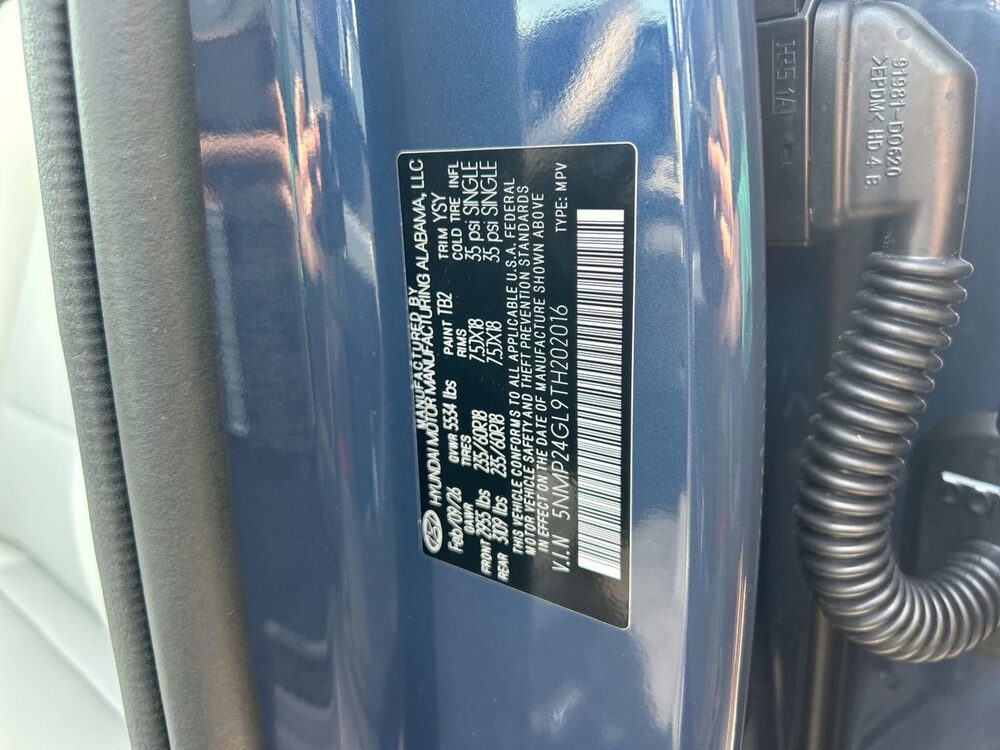 MANUFACTURED BY
HYUNDAI MOTOR MANUFACTURING ALABAMA, LLC
Feb/09/26 GVWR 5534 lbs PAINT TB2 TRIM YSY
GAWR TIRES RIMS COLD TIRE INFL
FRONT 2955 lbs 235/60R18 7.5JX18 35 psi SINGLE
REAR 3109 lbs 235/60R18 7.5JX18 35 psi SINGLE
THIS VEHICLE CONFORMS TO ALL APPLICABLE U.S.A. FEDERAL
MOTOR VEHICLE SAFETY AND THEFT PREVENTION STANDARDS
IN EFFECT ON THE DATE OF MANUFACTURE SHOWN ABOVE
V.I.N 5NMP24GL9TH202016 TYPE: MPV
91981-D0620
>EPDM< HD 4 B